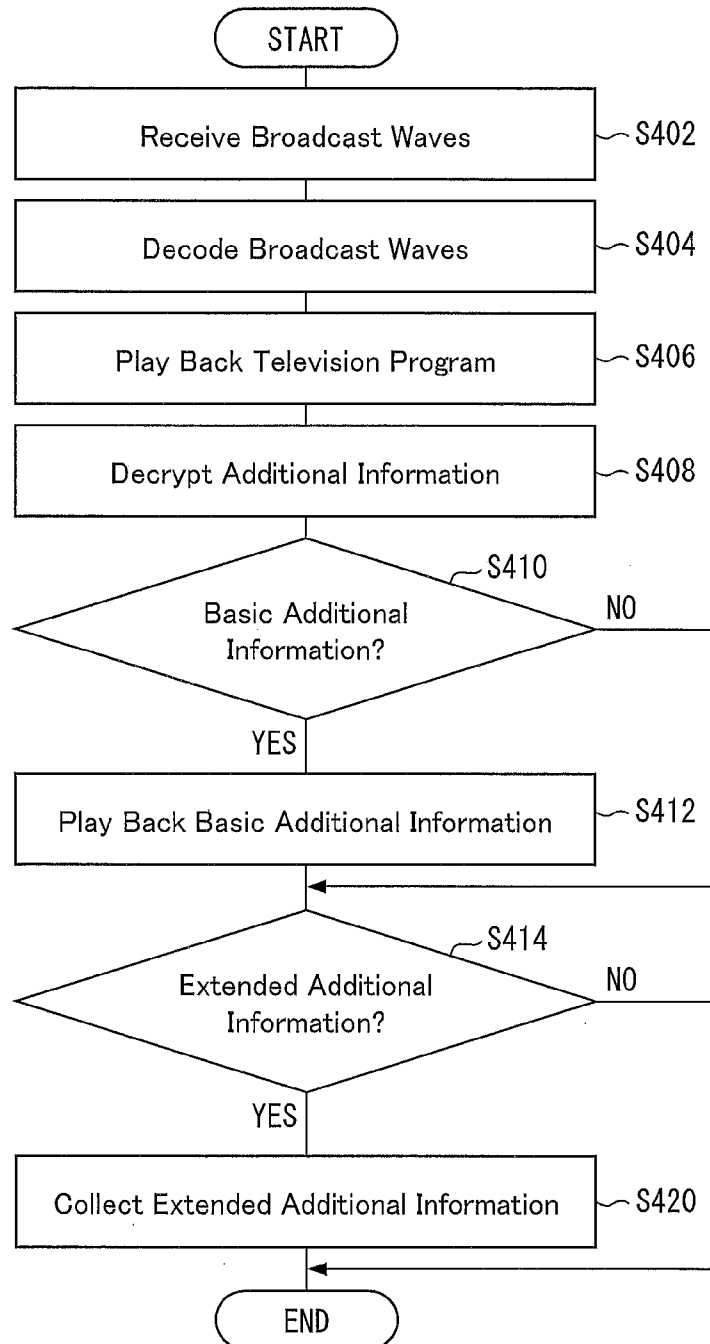 START
Receive Broadcast Waves
S402
Decode Broadcast Waves
S404
Play Back Television Program
S406
Decrypt Additional Information
S408
S410
Basic Additional
Information?
NO
YES
Play Back Basic Additional Information
S412
S414
Extended Additional
Information?
NO
YES
Collect Extended Additional Information
S420
END